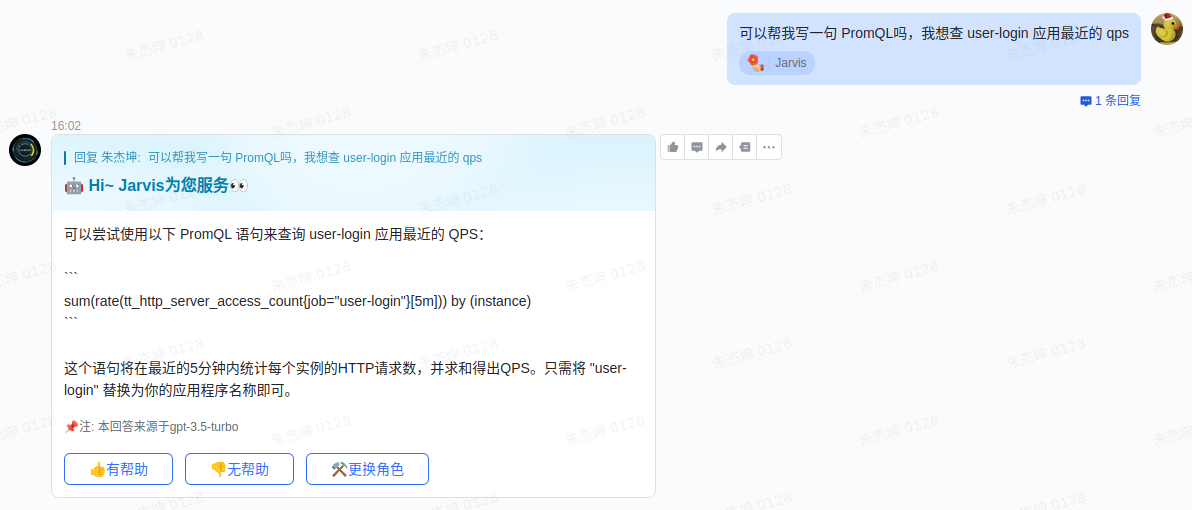 可以帮我写一句 PromQL吗，我想查 user-login 应用最近的 qps
Jarvis
1 条回复
16:02
回复 朱杰坤：可以帮我写一句 PromQL吗，我想查 user-login 应用最近的 qps
Hi~ Jarvis为您服务
可以尝试使用以下 PromQL 语句来查询 user-login 应用最近的 QPS：
```
sum(rate(tt_http_server_access_count{job="user-login"}[5m])) by (instance)
```
这个语句将在最近的5分钟内统计每个实例的HTTP请求数，并求和得出QPS。只需将 "user-
login" 替换为你的应用程序名称即可。
注: 本回答来源于gpt-3.5-turbo
有帮助
无帮助
更换角色
朱杰坤 0128